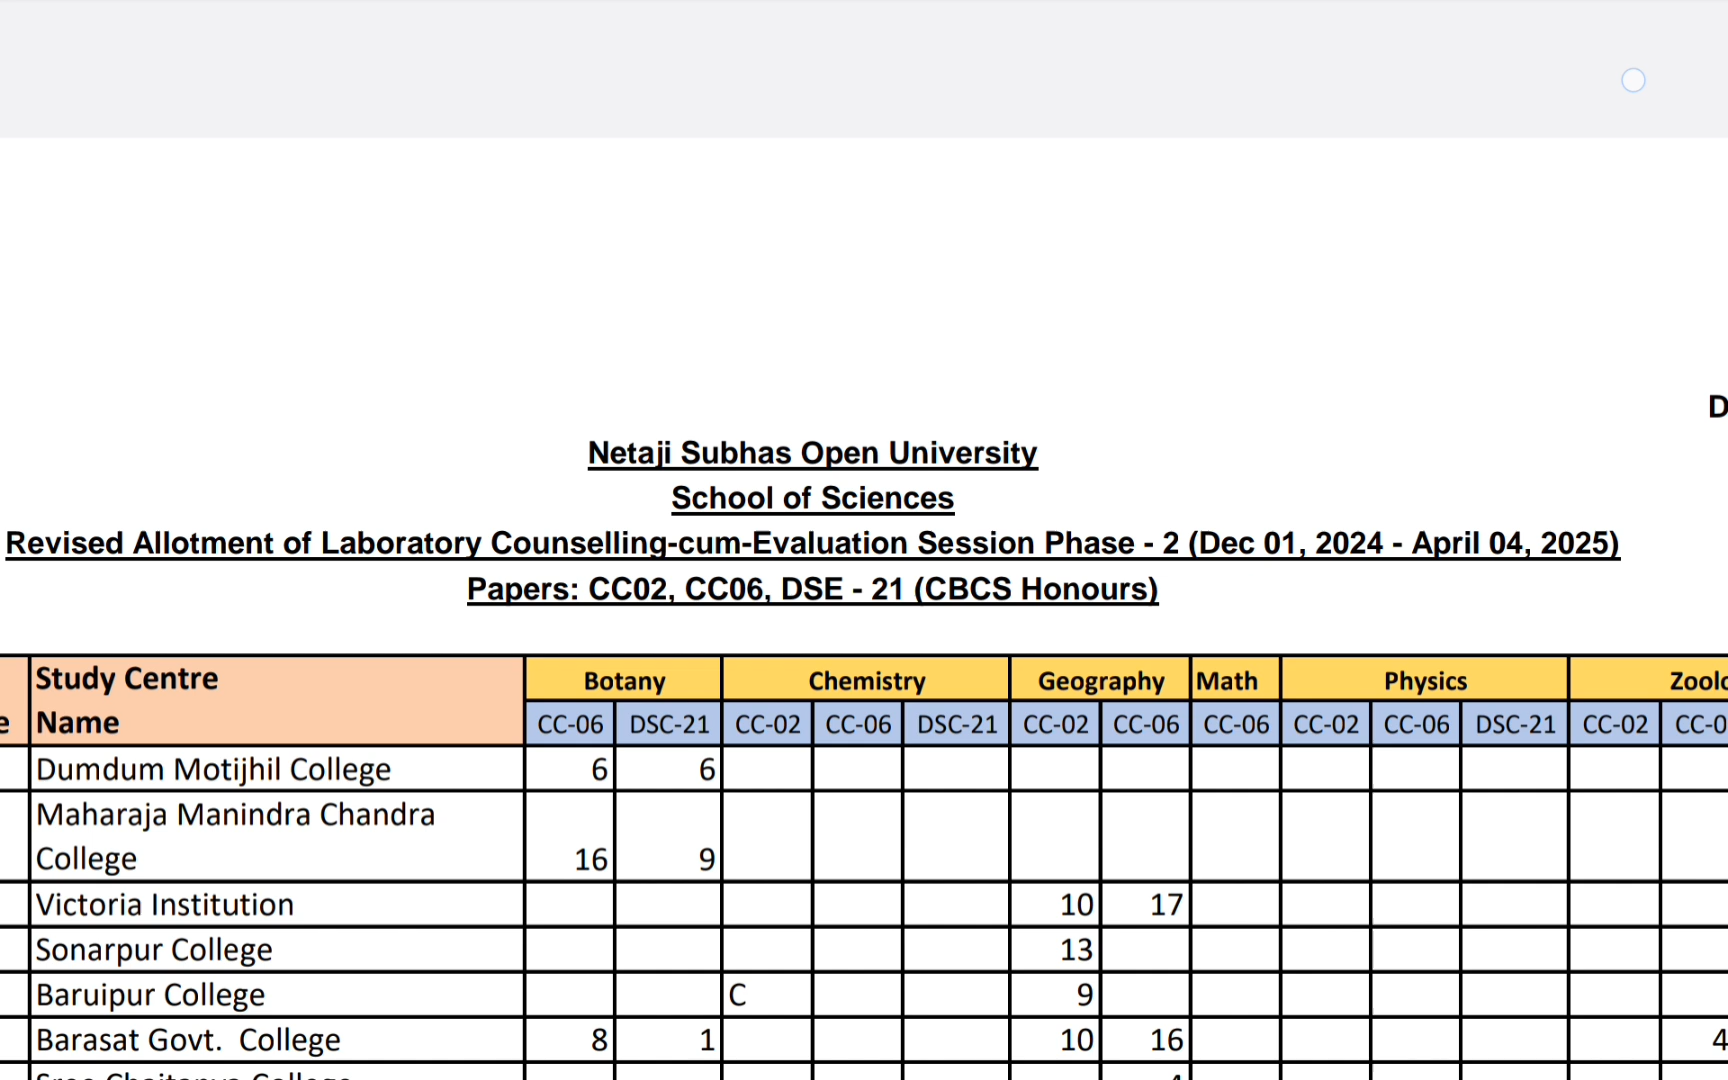 D
Netaji Subhas Open University
School of Sciences
Revised Allotment of Laboratory Counselling-cum-Evaluation Session Phase - 2 (Dec 01, 2024 - April 04, 2025)
Papers: CC02, CC06, DSE - 21 (CBCS Honours)
Study Centre Botany Chemistry Geography Math Physics Zoolo
e Name CC-06 DSC-21 CC-02 CC-06 DSC-21 CC-02 CC-06 CC-06 CC-02 CC-06 DSC-21 CC-02 CC-0
Dumdum Motijhil College 6 6
Maharaja Manindra Chandra
College 16 9
Victoria Institution 10 17
Sonarpur College 13
Baruipur College C 9
Barasat Govt.  College 8 1 10 16 4